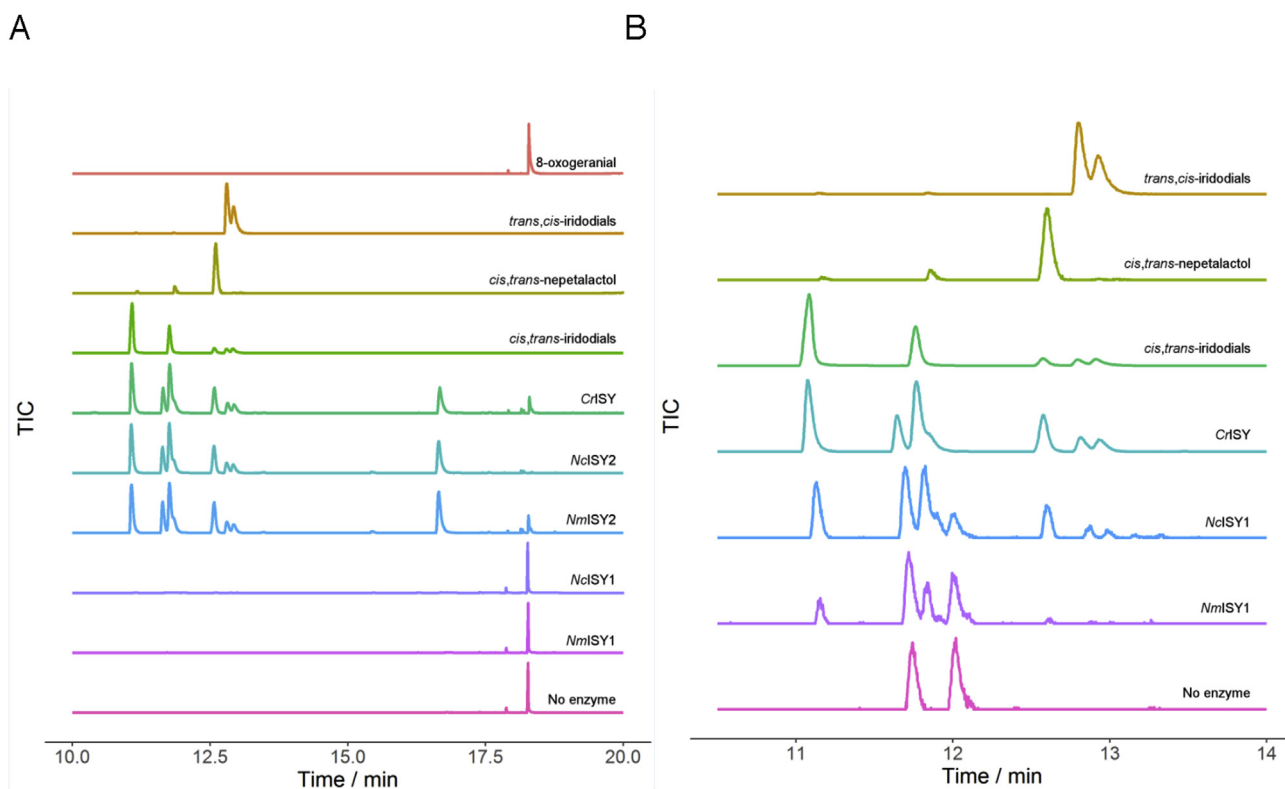 A
8-oxogeranial
trans,cis-iridodials
cis,trans-nepetalactol
cis,trans-iridodials
CrISY
NcISY2
NmISY2
NcISY1
NmISY1
No enzyme
TIC
10.0 12.5 15.0 17.5 20.0
Time / min
B
trans,cis-iridodials
cis,trans-nepetalactol
cis,trans-iridodials
CrISY
NcISY1
NmISY1
No enzyme
TIC
11 12 13 14
Time / min